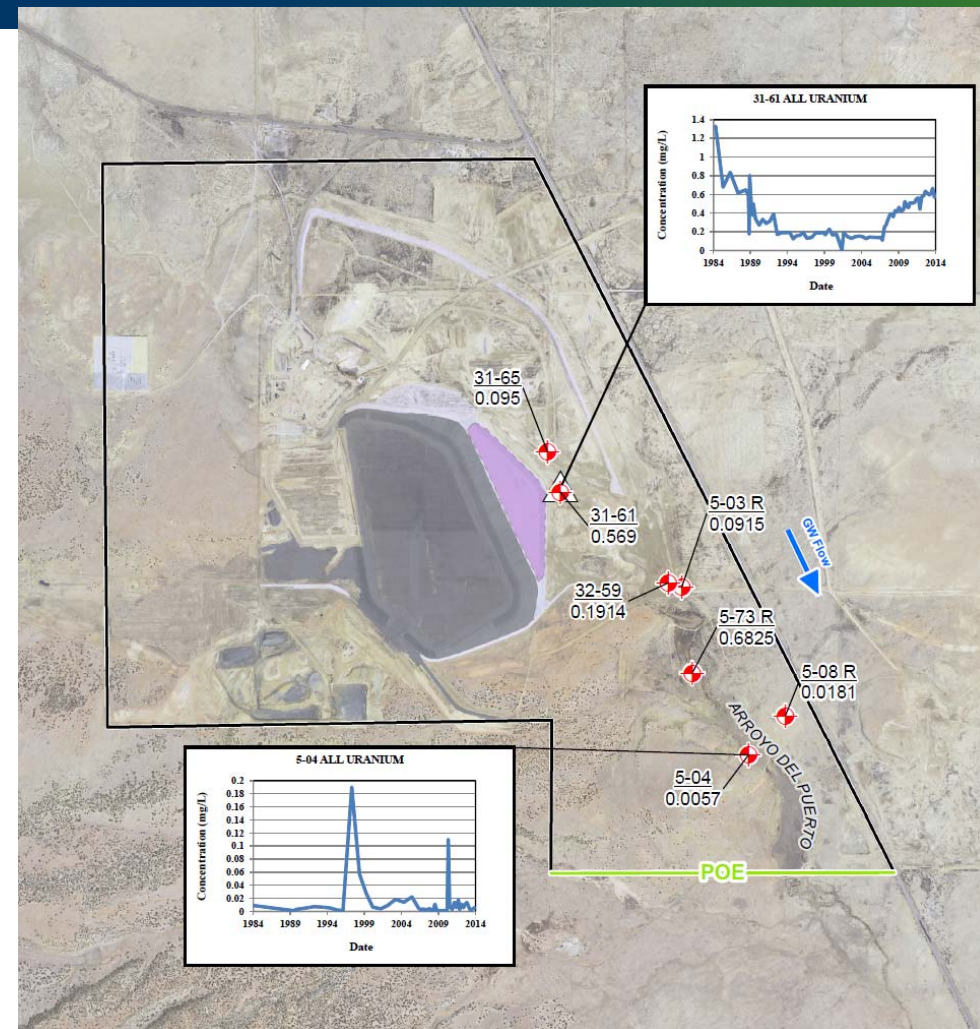 31-61 ALL URANIUM
Concentration (mg/L)
1.4
1.2
1
0.8
0.6
0.4
0.2
0
1984 1989 1994 1999 2004 2009 2014
Date
31-65
0.095
31-61
0.569
5-03 R
0.0915
GW Flow
32-59
0.1914
5-73 R
0.6825
5-08 R
0.0181
ARROYO DEL PUERTO
5-04
0.0057
POE
5-04 ALL URANIUM
Concentration (mg/L)
0.2
0.18
0.16
0.14
0.12
0.1
0.08
0.06
0.04
0.02
0
1984 1989 1994 1999 2004 2009 2014
Date